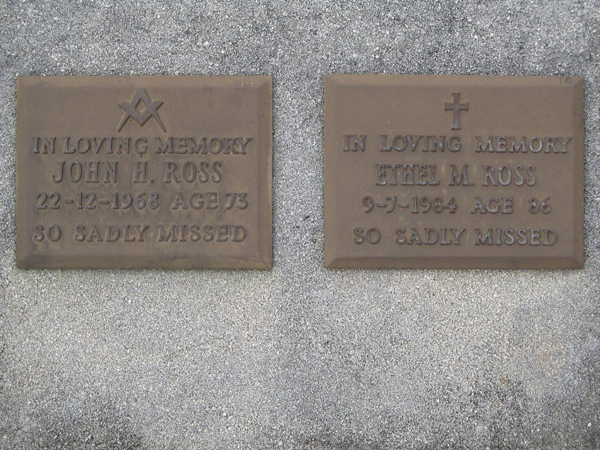 IN LOVING MEMORY
JOHN H. ROSS
22-12-1968 AGE 73
SO SADLY MISSED
IN LOVING MEMORY
ETHEL M. ROSS
9-7-1984 AGE 86
SO SADLY MISSED